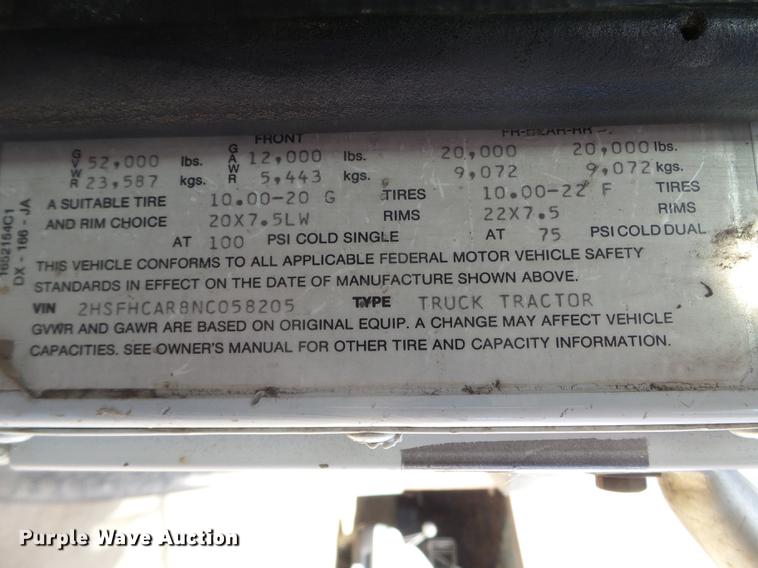 FRONT
GVWR 52,000 lbs. GAWR 12,000 lbs. 20,000 20,000 lbs.
23,587 kgs. 5,443 kgs. 9,072 9,072 kgs.
A SUITABLE TIRE 10.00-20 G TIRES 10.00-22 F
AND RIM CHOICE 20X7.5LW RIMS 22X7.5
AT 100 PSI COLD SINGLE AT 75 PSI COLD DUAL
THIS VEHICLE CONFORMS TO ALL APPLICABLE FEDERAL MOTOR VEHICLE SAFETY
STANDARDS IN EFFECT ON THE DATE OF MANUFACTURE SHOWN ABOVE.
VIN 2HSFHCAR8NC058205 TYPE TRUCK TRACTOR
GVWR AND GAWR ARE BASED ON ORIGINAL EQUIP. A CHANGE MAY AFFECT VEHICLE
CAPACITIES. SEE OWNER'S MANUAL FOR OTHER TIRE AND CAPACITY INFORMATION.
1652154C1
DX - 166 - JA
Purple Wave Auction